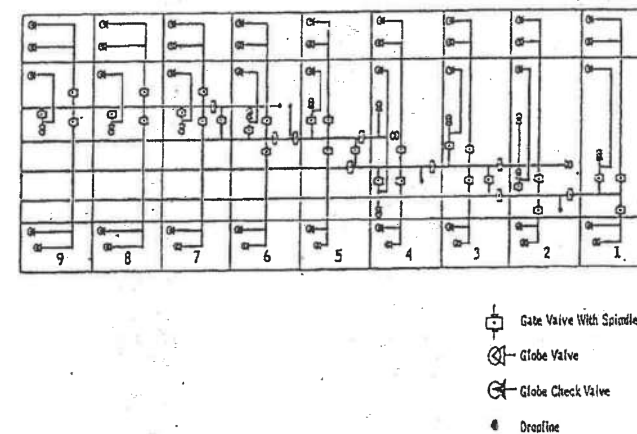 9 8 7 6 5 4 3 2 1
Gate Valve With Spindle
Globe Valve
Globe Check Valve
Dropline